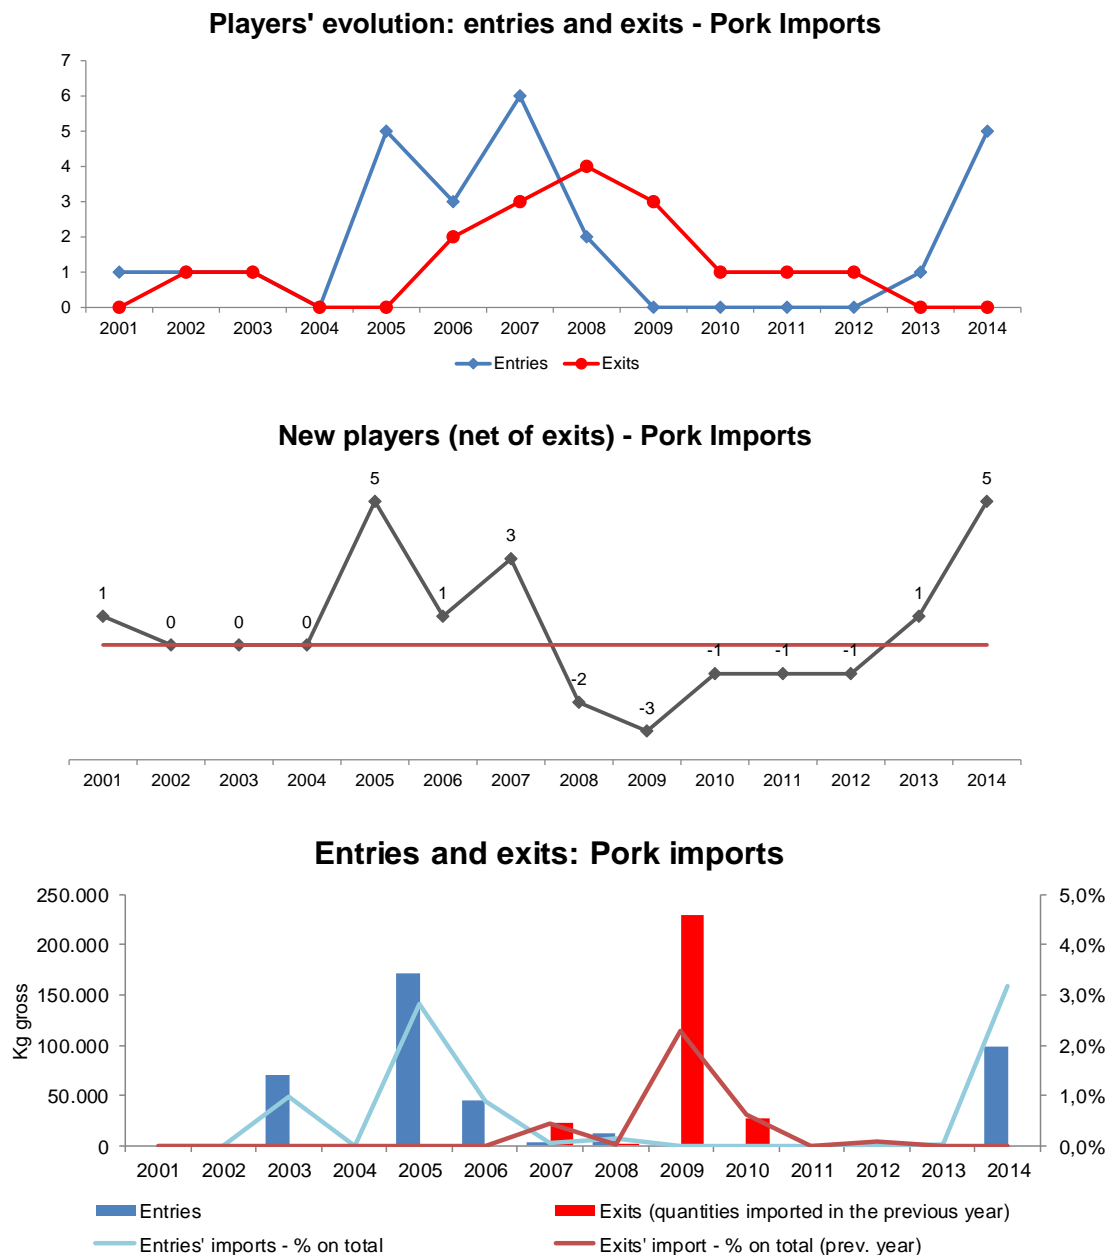 Players' evolution: entries and exits - Pork Imports
7
6
5
4
3
2
1
0
2001 2002 2003 2004 2005 2006 2007 2008 2009 2010 2011 2012 2013 2014
Entries Exits
New players (net of exits) - Pork Imports
1 0 0 0 5 1 3 -2 -3 -1 -1 -1 1 5
2001 2002 2003 2004 2005 2006 2007 2008 2009 2010 2011 2012 2013 2014
Entries and exits: Pork imports
Kg gross
250.000 5,0%
200.000 4,0%
150.000 3,0%
100.000 2,0%
50.000 1,0%
0 0,0%
2001 2002 2003 2004 2005 2006 2007 2008 2009 2010 2011 2012 2013 2014
Entries Exits (quantities imported in the previous year)
Entries' imports - % on total Exits' import - % on total (prev. year)